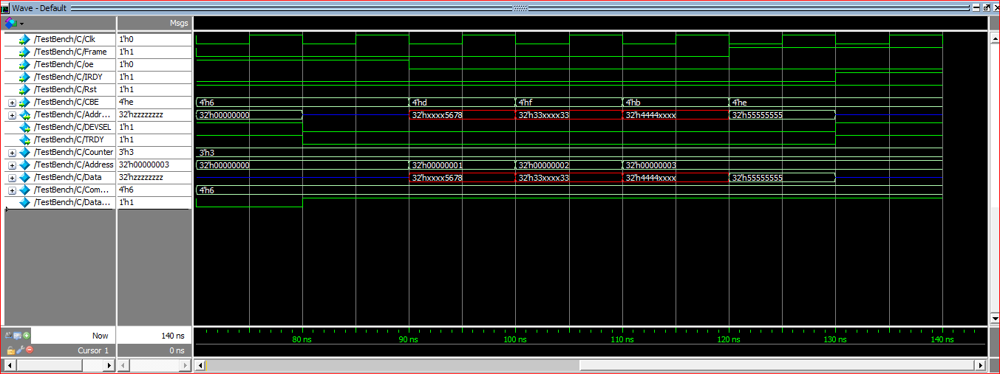 Wave - Default
Msgs
/TestBench/C/Clk 1'h0
/TestBench/C/Frame 1'h1
/TestBench/C/oe 1'h0
/TestBench/C/IRDY 1'h1
/TestBench/C/Rst 1'h1
/TestBench/C/CBE 4'he 4'h6 4'hd 4'hf 4'hb 4'he
/TestBench/C/Addr... 32'hzzzzzzzz 32'h00000000 32'hxxxx5678 32'h33xxxx33 32'h4444xxxx 32'h55555555
/TestBench/C/DEVSEL 1'h1
/TestBench/C/TRDY 1'h1
/TestBench/C/Counter 3'h3 3'h3
/TestBench/C/Address 32'h00000003 32'h00000000 32'h00000001 32'h00000002 32'h00000003
/TestBench/C/Data 32'hzzzzzzzz 32'hxxxx5678 32'h33xxxx33 32'h4444xxxx 32'h55555555
/TestBench/C/Com... 4'h6 4'h6
/TestBench/C/Data... 1'h1
Now 140 ns 80 ns 90 ns 100 ns 110 ns 120 ns 130 ns 140 ns
Cursor 1 0 ns